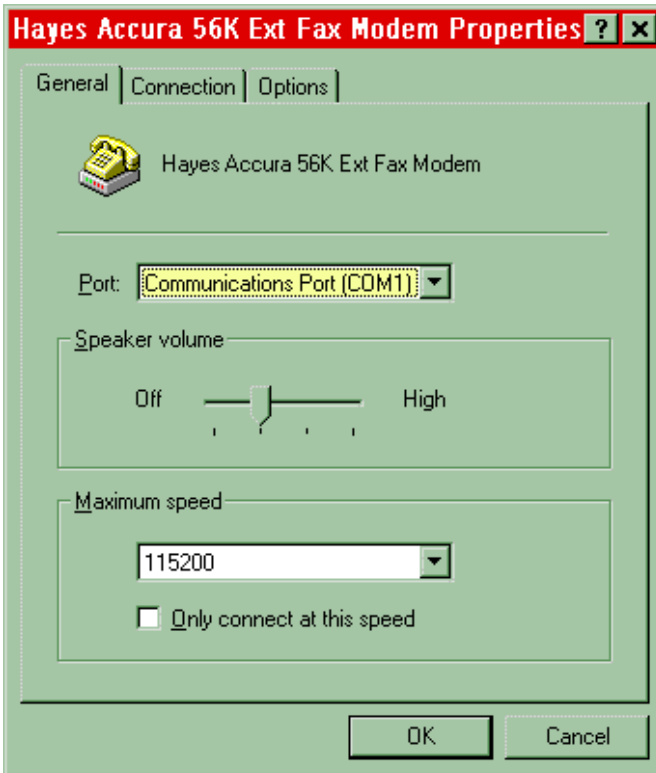 Hayes Accura 56K Ext Fax Modem Properties ? ×
General Connection Options
Hayes Accura 56K Ext Fax Modem
Port: Communications Port (COM1)
Speaker volume
Off High
Maximum speed
115200
Only connect at this speed
OK Cancel